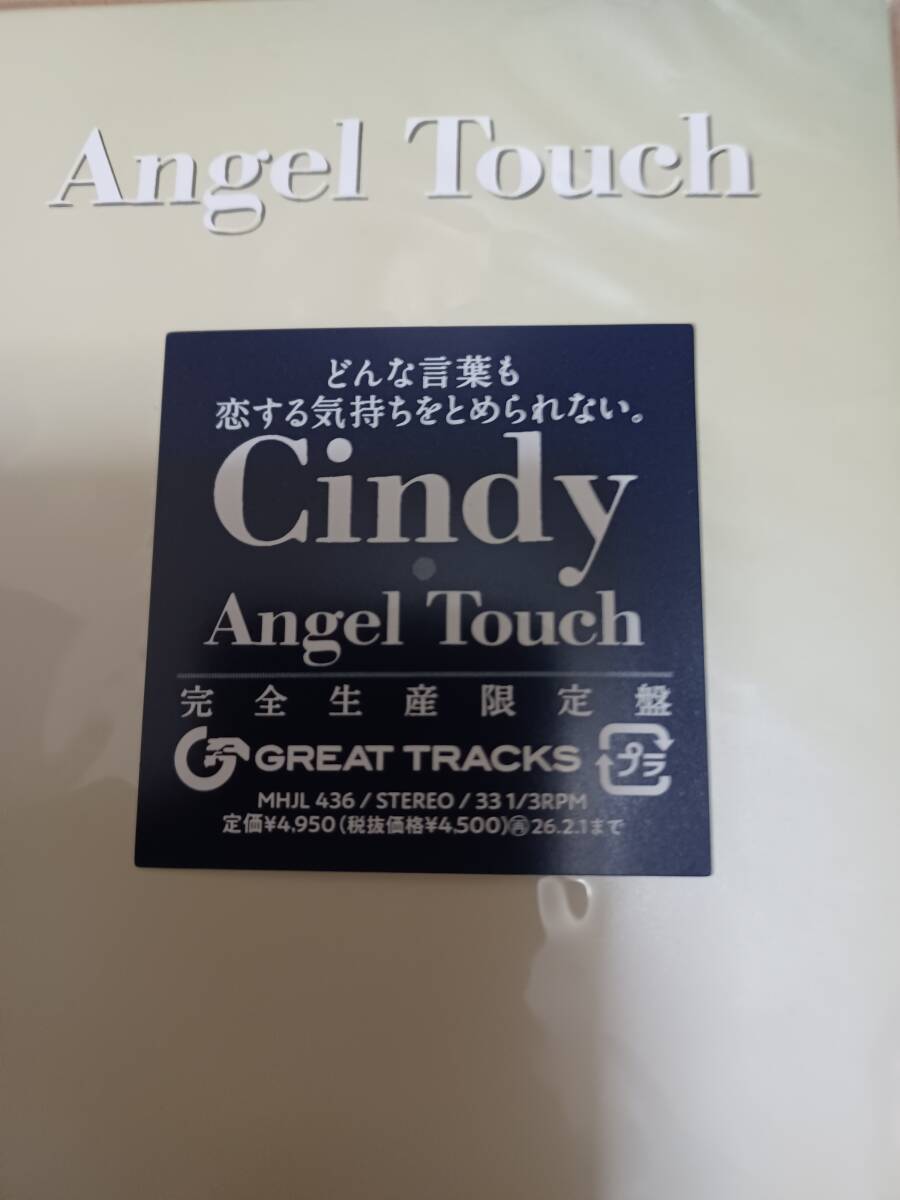 Angel Touch
どんな言葉も
恋する気持ちをとめられない。
Cindy
Angel Touch
完全生産限定盤
GREAT TRACKS プラ
MHJL 436 / STEREO / 33 1/3RPM
定価¥4,950(税抜価格¥4,500)㋠26.2.1まで